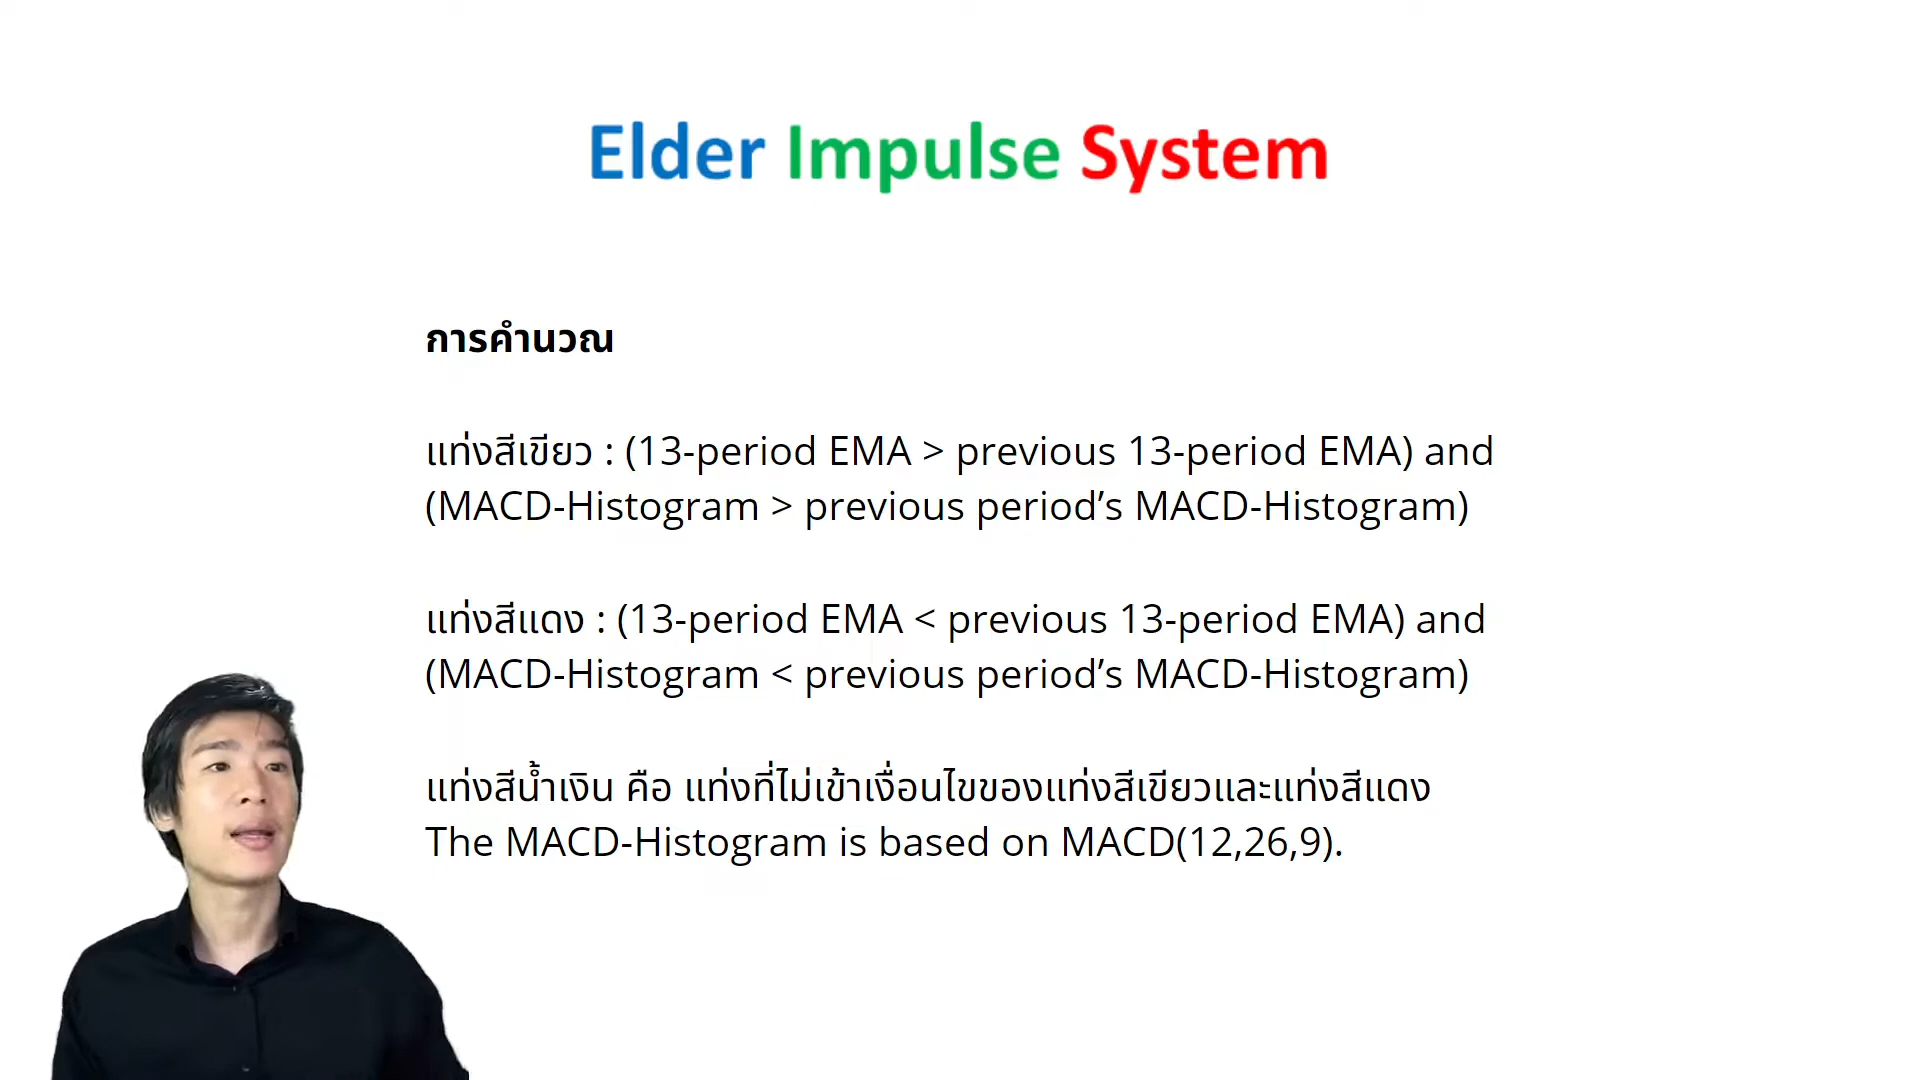 Elder Impulse System
การคำนวณ
แท่งสีเขียว : (13-period EMA > previous 13-period EMA) and
(MACD-Histogram > previous period’s MACD-Histogram)
แท่งสีแดง : (13-period EMA < previous 13-period EMA) and
(MACD-Histogram < previous period’s MACD-Histogram)
แท่งสีน้ำเงิน คือ แท่งที่ไม่เข้าเงื่อนไขของแท่งสีเขียวและแท่งสีแดง
The MACD-Histogram is based on MACD(12,26,9).